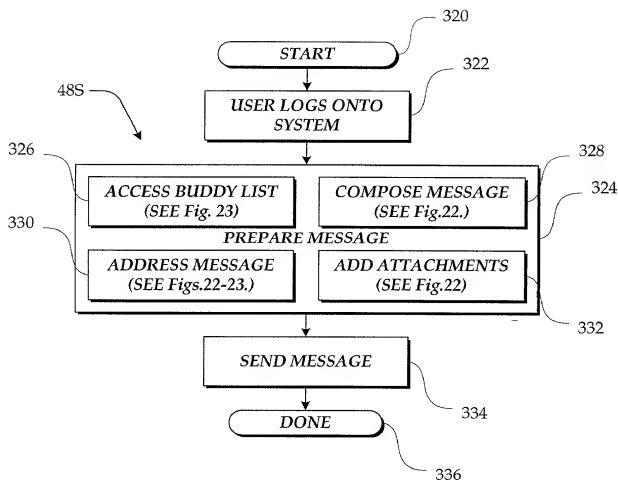 320
START
322
48S
USER LOGS ONTO
SYSTEM
326
328
ACCESS BUDDY LIST
(SEE Fig. 23)
COMPOSE MESSAGE
(SEE Fig.22.)
324
330
PREPARE MESSAGE
ADDRESS MESSAGE
(SEE Figs.22-23.)
ADD ATTACHMENTS
(SEE Fig.22)
332
SEND MESSAGE
334
DONE
336